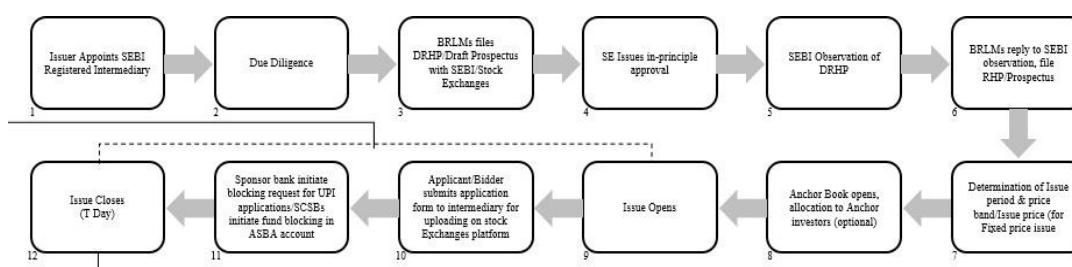 Issuer Appoints SEBI
Registered Intermediary
1
Due Diligence
2
BRLMs files
DRHP/Draft Prospectus
with SEBI/Stock
Exchanges
3
SE Issues in-principle
approval
4
SEBI Observation of
DRHP
5
BRLMs reply to SEBI
observation, file
RHP/Prospectus
6
Determination of Issue
period & price
band/Issue price (for
Fixed price issue
7
Anchor Book opens,
allocation to Anchor
investors (optional)
8
Issue Opens
9
Applicant/Bidder
submits application
form to intermediary for
uploading on stock
Exchanges platform
10
Sponsor bank initiate
blocking request for UPI
applications/SCSBs
initiate fund blocking in
ASBA account
11
Issue Closes
(T Day)
12